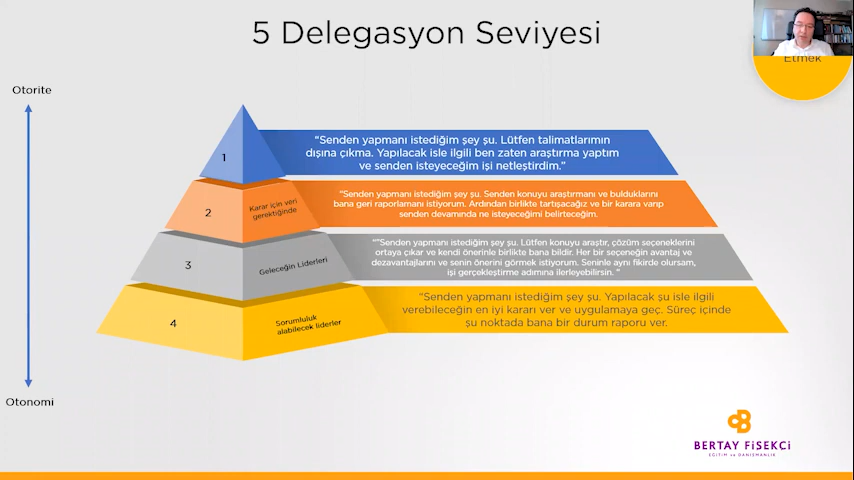 5 Delegasyon Seviyesi
Etmek
Otorite
1
"Senden yapmanı istediğim şey şu. Lütfen talimatlarımın
dışına çıkma. Yapılacak isle ilgili ben zaten araştırma yaptım
ve senden isteyeceğim işi netleştirdim."
2
Karar için veri
gerektiğinde
"Senden yapmanı istediğim şey şu. Senden konuyu araştırmanı ve bulduklarını
bana geri raporlamanı istiyorum. Ardından birlikte tartışacağız ve bir karara varıp
senden devamında ne isteyeceğimi belirteceğim.
3
Geleceğin Liderleri
""Senden yapmanı istediğim şey şu. Lütfen konuyu araştır, çözüm seçeneklerini
ortaya çıkar ve kendi önerinle birlikte bana bildir. Her bir seçeneğin avantaj ve
dezavantajlarını ve senin önerini görmek istiyorum. Seninle aynı fikirde olursam,
işi gerçekleştirme adımına ilerleyebilirsin. "
4
Sorumluluk
alabilecek liderler
"Senden yapmanı istediğim şey şu. Yapılacak şu isle ilgili
verebileceğin en iyi kararı ver ve uygulamaya geç. Süreç içinde
şu noktada bana bir durum raporu ver.
Otonomi
BERTAY FİSEKÇİ
EĞİTİM ve DANIŞMANLIK